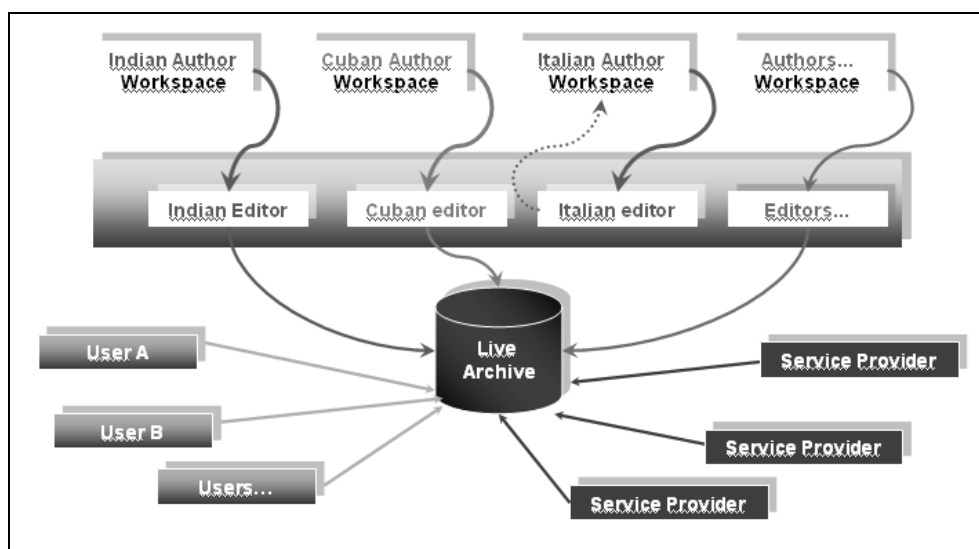 Indian Author
Workspace
Cuban Author
Workspace
Italian Author
Workspace
Authors...
Workspace
Indian Editor
Cuban editor
Italian editor
Editors...
Live
Archive
User A
User B
Users...
Service Provider
Service Provider
Service Provider